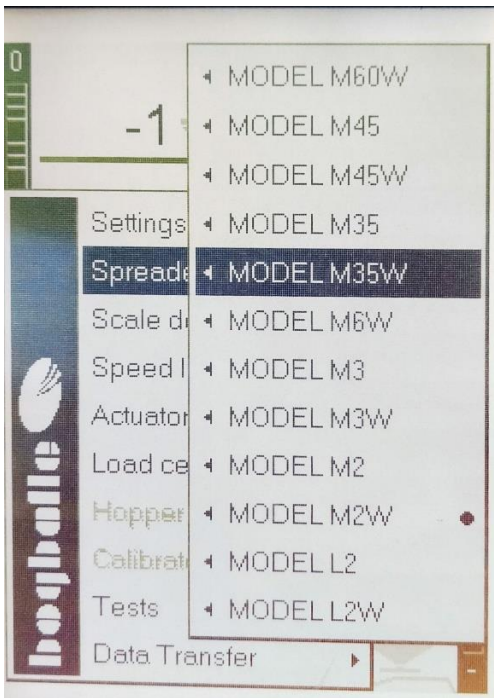 0
-1
MODEL M60W
MODEL M45
MODEL M45W
MODEL M35
MODEL M35W
MODEL M6W
MODEL M3
MODEL M3W
MODEL M2
MODEL M2W
MODEL L2
MODEL L2W
Settings
Spreade
Scale d
Speed l
Actuator
Load ce
Hopper
Calibrat
Tests
Data Transfer
bogballe